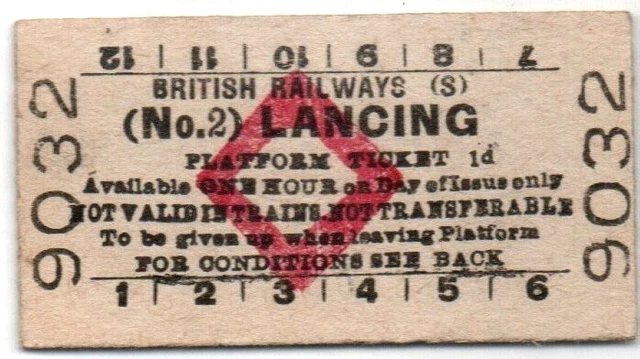 12 | 11 | 10 | 9 | 8 | 7
BRITISH RAILWAYS (S)
(No.2) LANCING
PLATFORM TICKET 1d
Available ONE HOUR on Day of Issue only
NOT VALID IN TRAINS. NOT TRANSFERABLE
To be given up when leaving Platform
FOR CONDITIONS SEE BACK
1 | 2 | 3 | 4 | 5 | 6
9032
9032